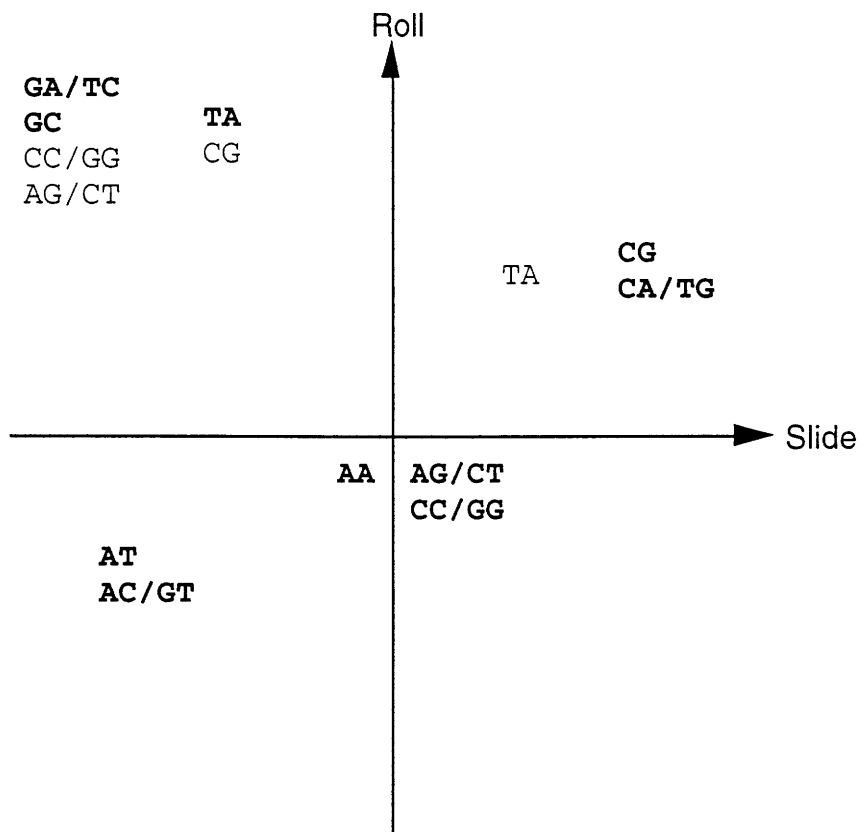 Roll
GA/TC
GC
TA
CC/GG
CG
AG/CT
CG
TA
CA/TG
Slide
AA
AG/CT
CC/GG
AT
AC/GT